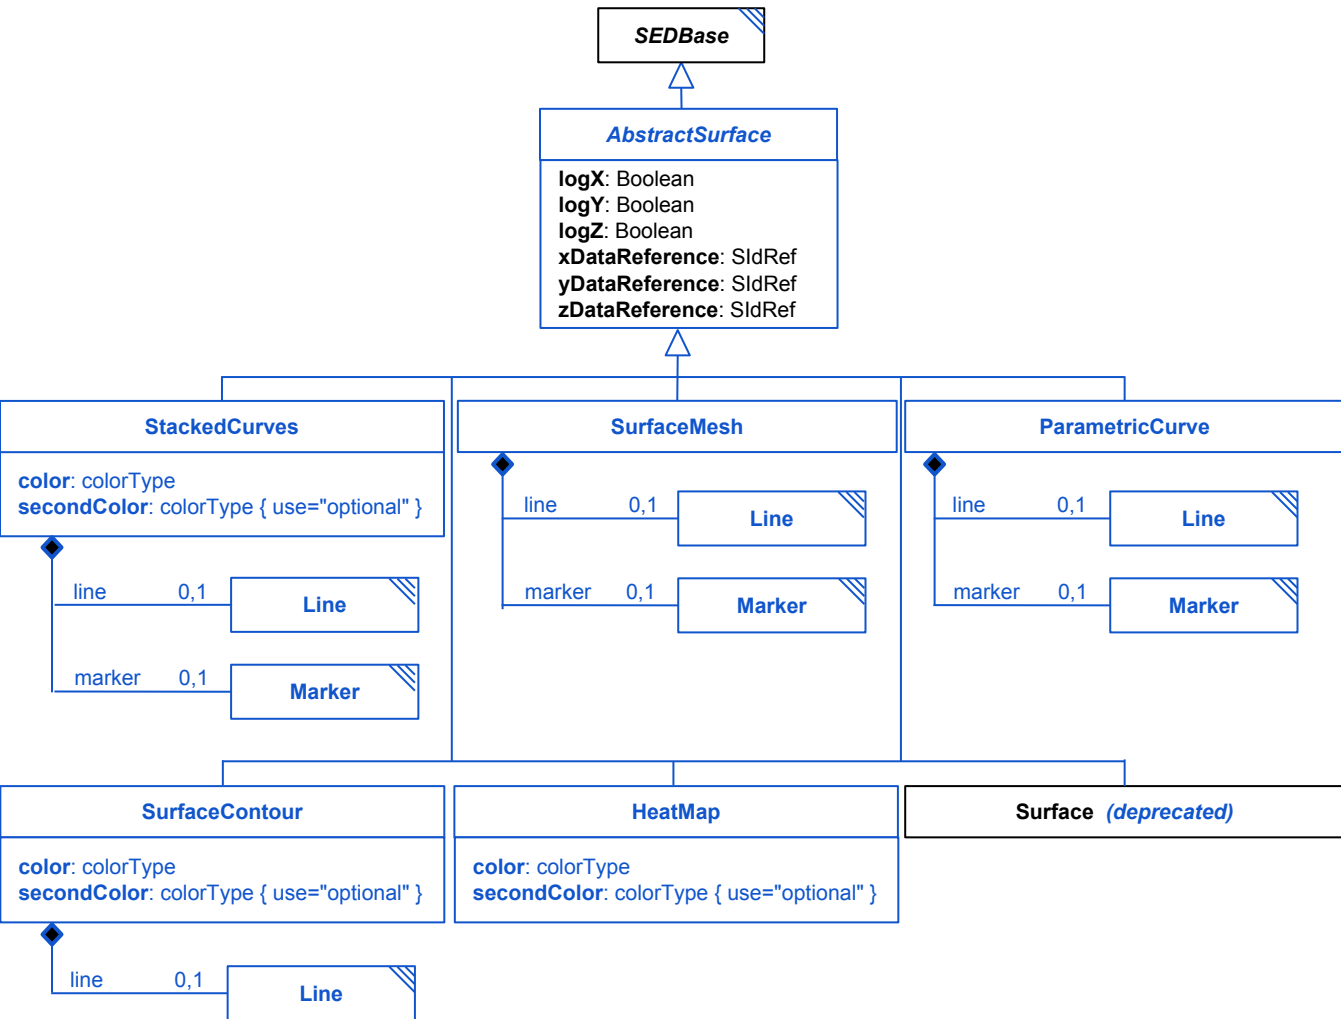 SEDBase
AbstractSurface
logX: Boolean
logY: Boolean
logZ: Boolean
xDataReference: SIdRef
yDataReference: SIdRef
zDataReference: SIdRef
StackedCurves
color: colorType
secondColor: colorType { use="optional" }
line 0,1 Line
marker 0,1 Marker
SurfaceMesh
line 0,1 Line
marker 0,1 Marker
ParametricCurve
line 0,1 Line
marker 0,1 Marker
SurfaceContour
color: colorType
secondColor: colorType { use="optional" }
line 0,1 Line
HeatMap
color: colorType
secondColor: colorType { use="optional" }
Surface (deprecated)